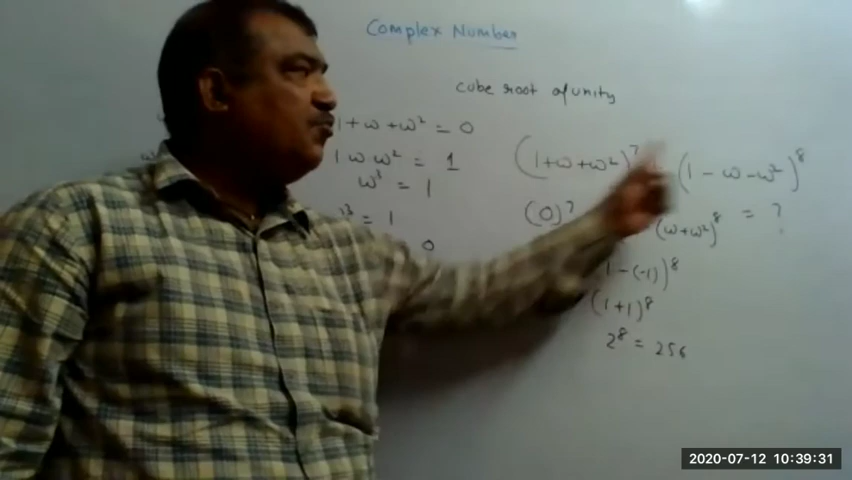 Complex Number
cube root of unity
1 + ω + ω² = 0
1 ω ω² = 1
ω³ = 1
= 1
0
(1+ω+ω²)⁷
(0)⁷
(1 - ω - ω²)⁸ = ?
(ω+ω²)⁸
1 - (-1))⁸
(1+1)⁸
2⁸ = 256
2020-07-12 10:39:31